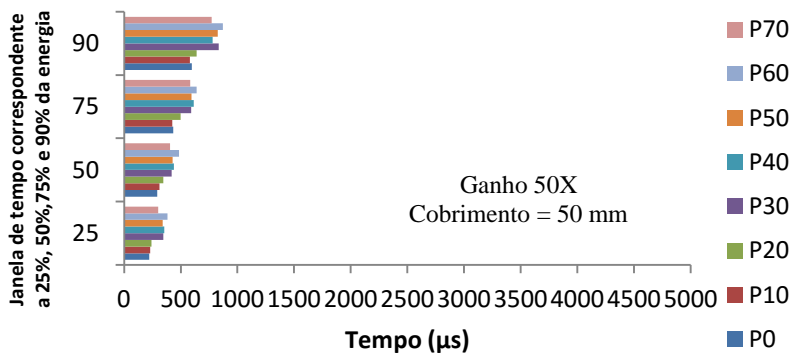 Janela de tempo correspondente
a 25%, 50%,75% e 90% da energia
90
75
50
25
Ganho 50X
Cobrimento = 50 mm
0 500 1000 1500 2000 2500 3000 3500 4000 4500 5000
Tempo (µs)
P70
P60
P50
P40
P30
P20
P10
P0